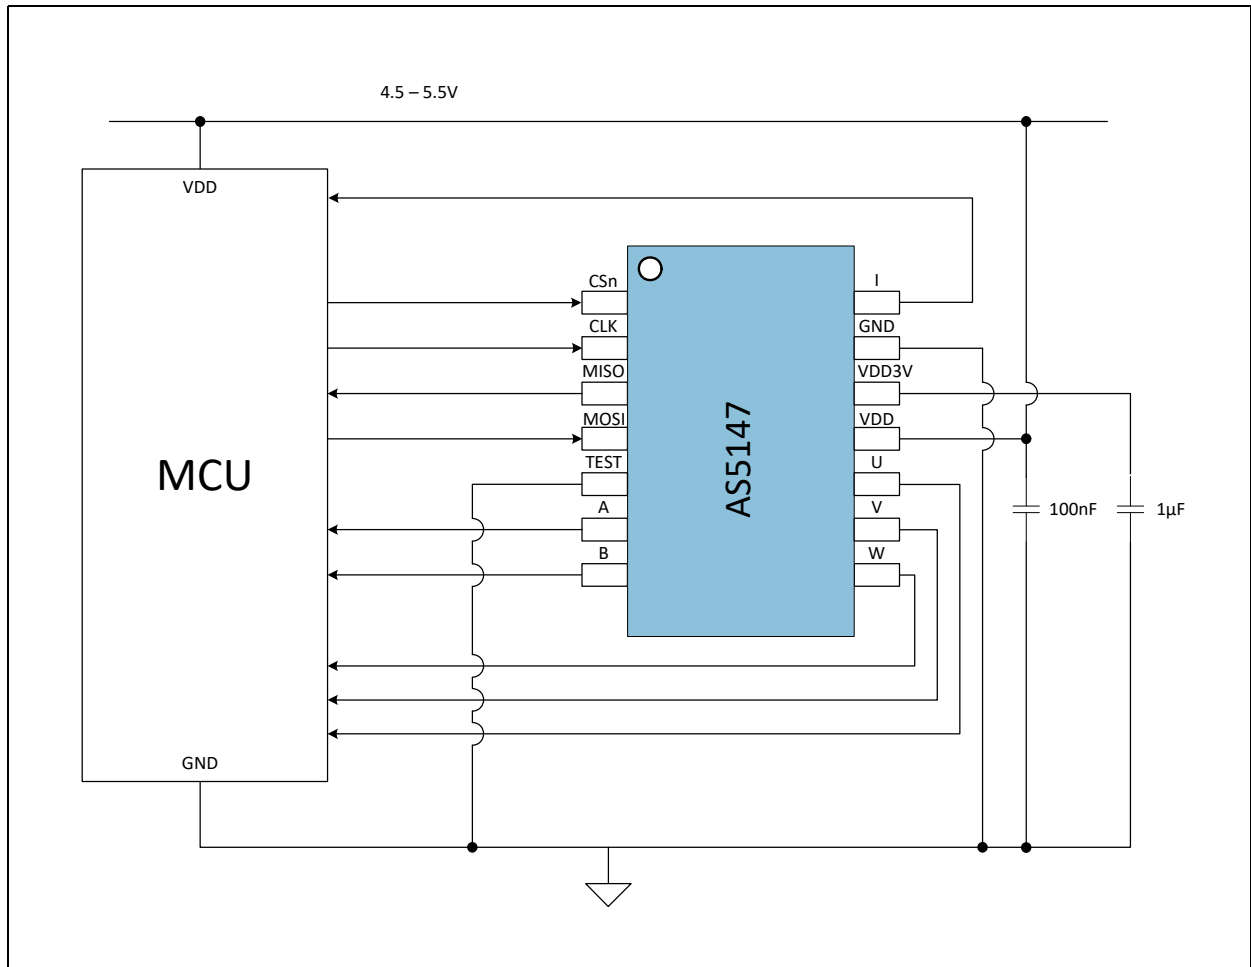 4.5 – 5.5V
VDD
MCU
GND
CSn
CLK
MISO
MOSI
TEST
A
B
AS5147
I
GND
VDD3V
VDD
U
V
W
100nF
1µF